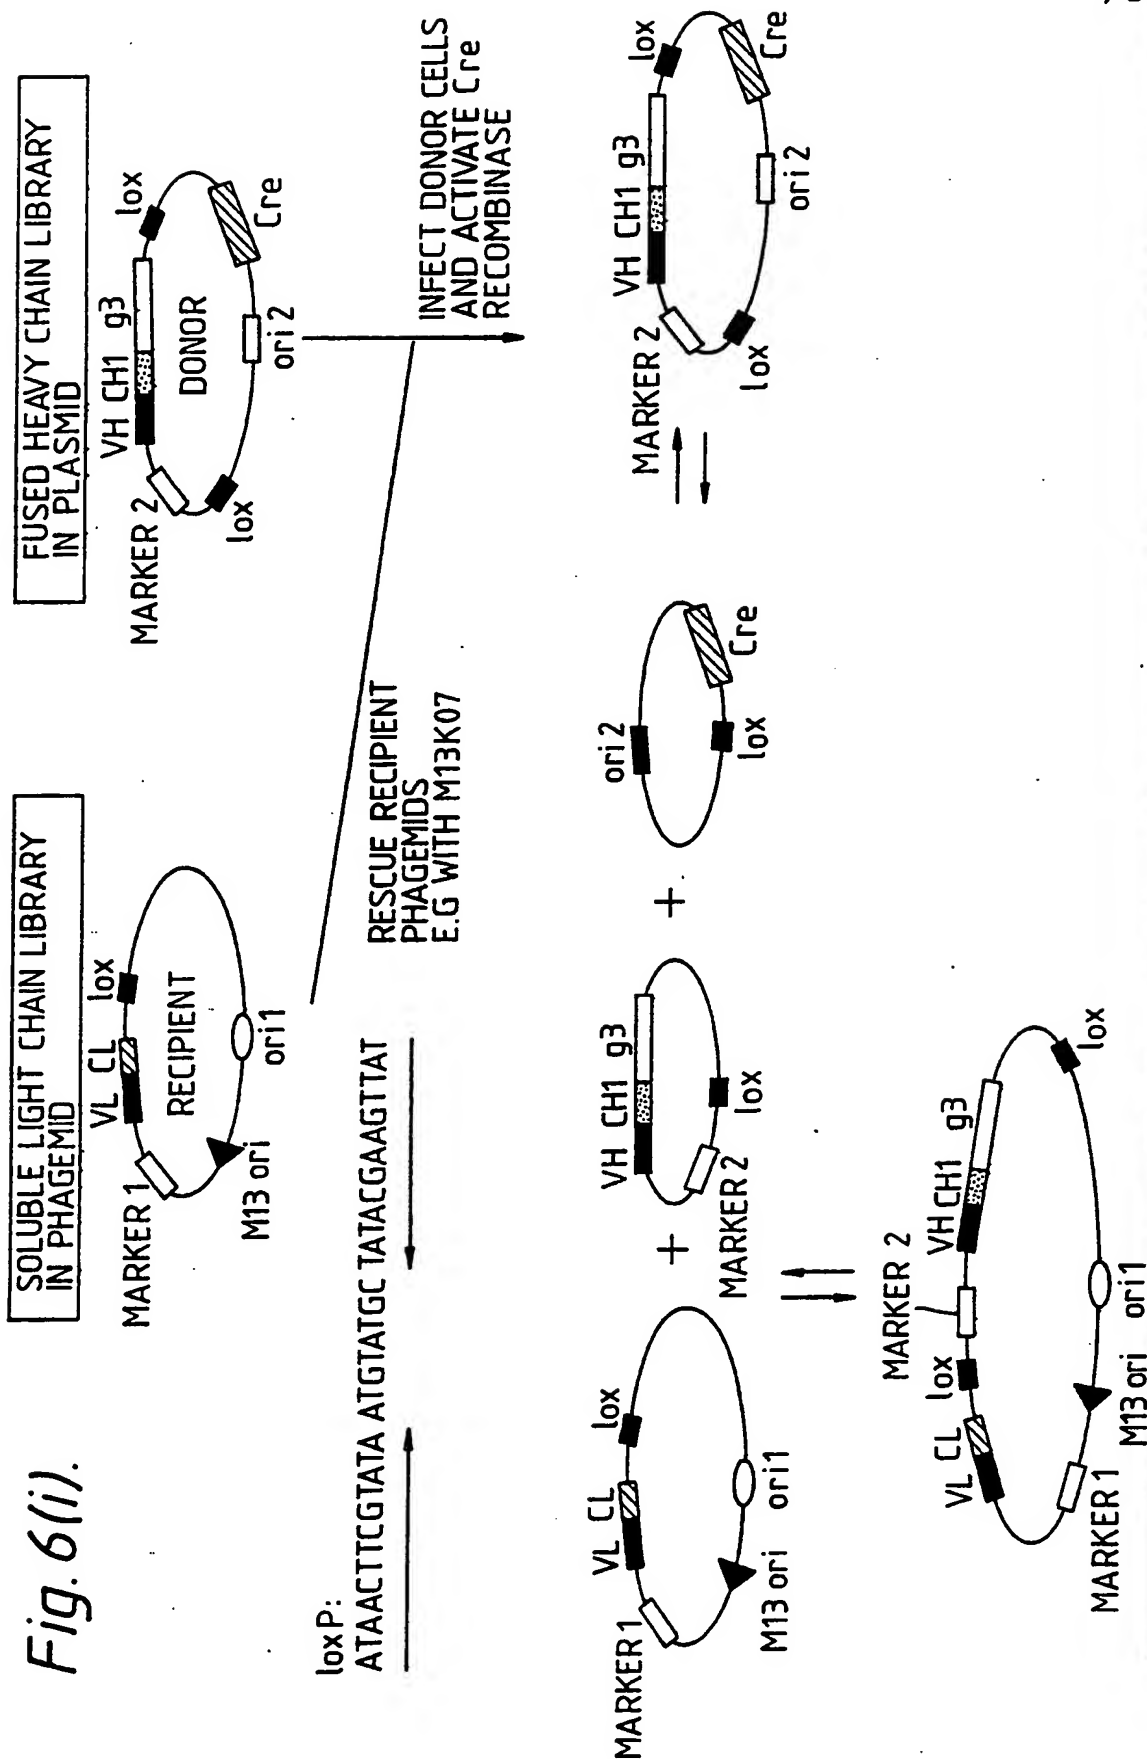 Fig. 6(i).
SOLUBLE LIGHT CHAIN LIBRARY
IN PHAGEMID
MARKER 1
VL CL
lox
RECIPIENT
M13 ori
ori1
FUSED HEAVY CHAIN LIBRARY
IN PLASMID
MARKER 2
VH CH1 g3
lox
DONOR
lox
ori 2
Cre
loxP:
ATAACTTCGTATA ATGTATGC TATACGAAGTTAT
RESCUE RECIPIENT
PHAGEMIDS
E.G WITH M13K07
INFECT DONOR CELLS
AND ACTIVATE Cre
RECOMBINASE
MARKER 1
VL CL
lox
M13 ori
ori1
+
VH CH1 g3
MARKER 2
lox
+
ori 2
lox
Cre
MARKER 2
VH CH1 g3
lox
lox
ori 2
Cre
MARKER 2
VL CL
lox
VH CH1
g3
lox
MARKER 1
M13 ori
ori1